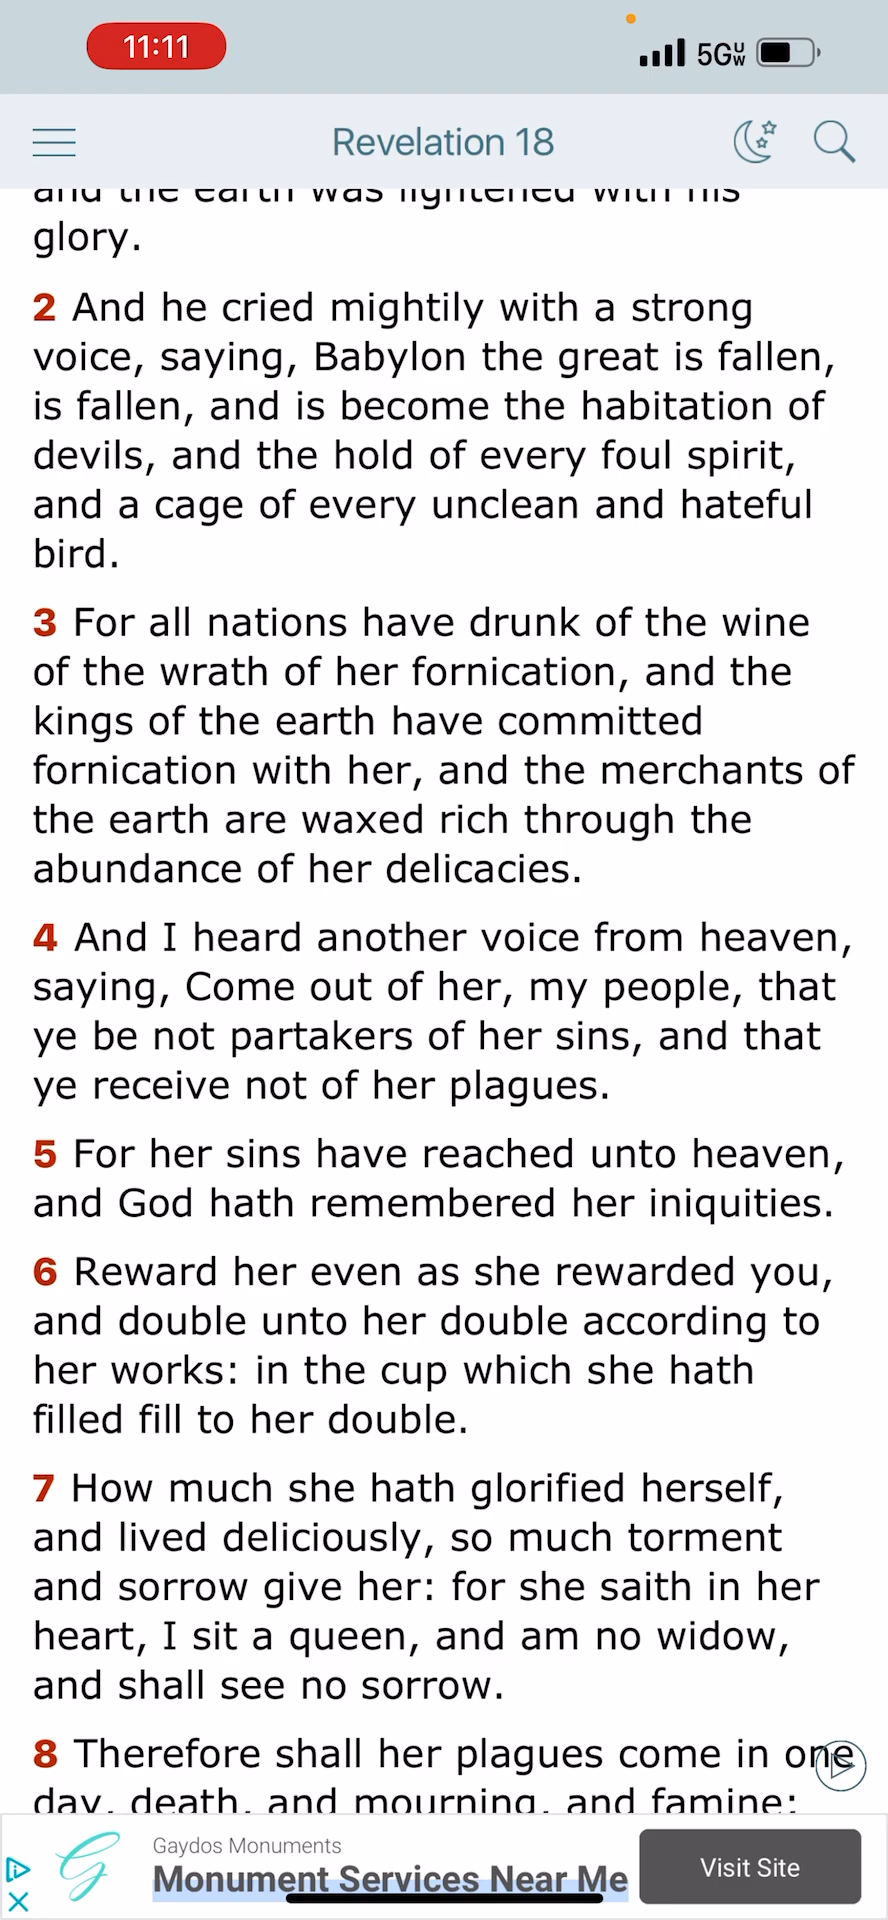 11:11
5G UW
Revelation 18
and the earth was lightened with his
glory.
2 And he cried mightily with a strong
voice, saying, Babylon the great is fallen,
is fallen, and is become the habitation of
devils, and the hold of every foul spirit,
and a cage of every unclean and hateful
bird.
3 For all nations have drunk of the wine
of the wrath of her fornication, and the
kings of the earth have committed
fornication with her, and the merchants of
the earth are waxed rich through the
abundance of her delicacies.
4 And I heard another voice from heaven,
saying, Come out of her, my people, that
ye be not partakers of her sins, and that
ye receive not of her plagues.
5 For her sins have reached unto heaven,
and God hath remembered her iniquities.
6 Reward her even as she rewarded you,
and double unto her double according to
her works: in the cup which she hath
filled fill to her double.
7 How much she hath glorified herself,
and lived deliciously, so much torment
and sorrow give her: for she saith in her
heart, I sit a queen, and am no widow,
and shall see no sorrow.
8 Therefore shall her plagues come in one
day, death, and mourning, and famine;
Gaydos Monuments
Monument Services Near Me
Visit Site